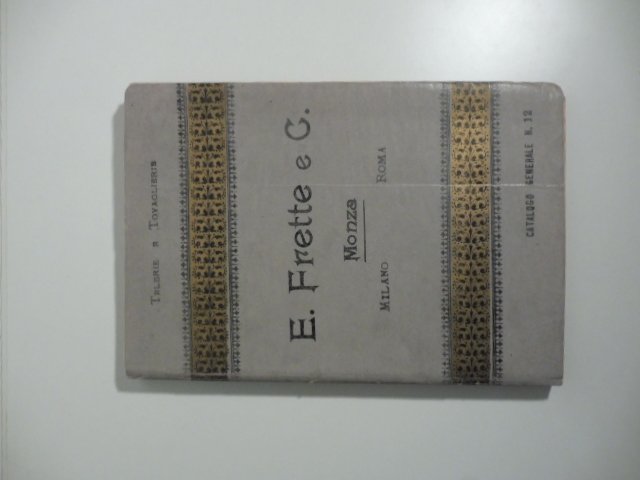 TELERIE E TOVAGLIERIE
E. Frette e C.
Monza
MILANO ROMA
CATALOGO GENERALE N. 12